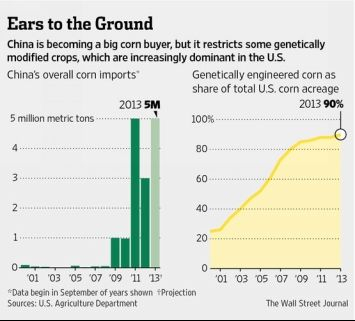 Ears to the Ground
China is becoming a big corn buyer, but it restricts some genetically
modified crops, which are increasingly dominant in the U.S.
China's overall corn imports*
2013 5M
5 million metric tons
4
3
2
1
0
'01 '03 '05 '07 '09 '11 '13†
Genetically engineered corn as
share of total U.S. corn acreage
2013 90%
100%
80
60
40
20
0
'01 '03 '05 '07 '09 '11 '13
*Data begin in September of years shown †Projection
Sources: U.S. Agriculture Department
The Wall Street Journal